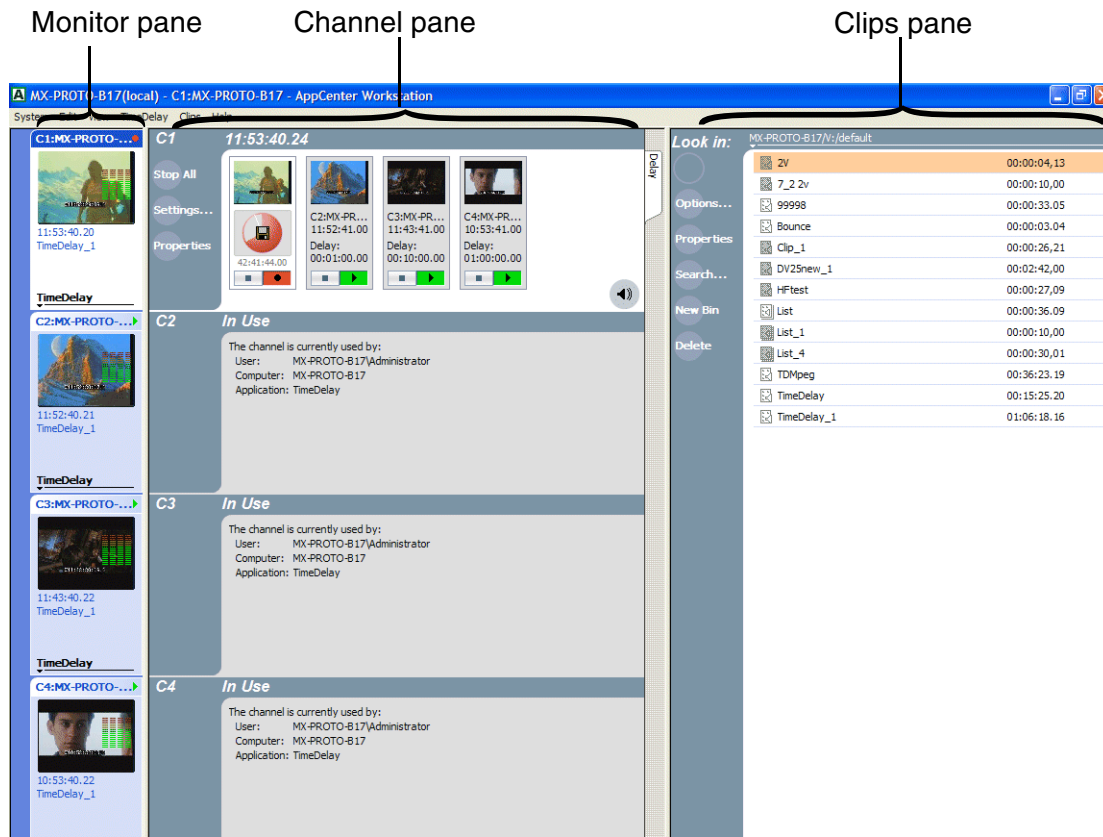 Monitor pane
Channel pane
Clips pane
MX-PROTO-B17(local) - C1:MX-PROTO-B17 - AppCenter Workstation
System Edit View TimeDelay Clips Help
C1:MX-PROTO-...
11:53:40.20
TimeDelay_1
TimeDelay
C2:MX-PROTO-...
11:52:40.21
TimeDelay_1
TimeDelay
C3:MX-PROTO-...
11:43:40.22
TimeDelay_1
TimeDelay
C4:MX-PROTO-...
10:53:40.22
TimeDelay_1
C1
11:53:40.24
Stop All
Settings...
Properties
42:41:44.00
C2:MX-PR...
11:52:41.00
Delay:
00:01:00.00
C3:MX-PR...
11:43:41.00
Delay:
00:10:00.00
C4:MX-PR...
10:53:41.00
Delay:
01:00:00.00
Delay
C2
In Use
The channel is currently used by:
User: MX-PROTO-B17\Administrator
Computer: MX-PROTO-B17
Application: TimeDelay
C3
In Use
The channel is currently used by:
User: MX-PROTO-B17\Administrator
Computer: MX-PROTO-B17
Application: TimeDelay
C4
In Use
The channel is currently used by:
User: MX-PROTO-B17\Administrator
Computer: MX-PROTO-B17
Application: TimeDelay
Look in:
MX-PROTO-B17/V:/default
Options...
Properties
Search...
New Bin
Delete
2V 00:00:04,13
7_2 2v 00:00:10,00
99998 00:00:33.05
Bounce 00:00:03.04
Clip_1 00:00:26,21
DV25new_1 00:02:42,00
HFtest 00:00:27,09
List 00:00:36.09
List_1 00:00:10,00
List_4 00:00:30,01
TDMpeg 00:36:23.19
TimeDelay 00:15:25.20
TimeDelay_1 01:06:18.16